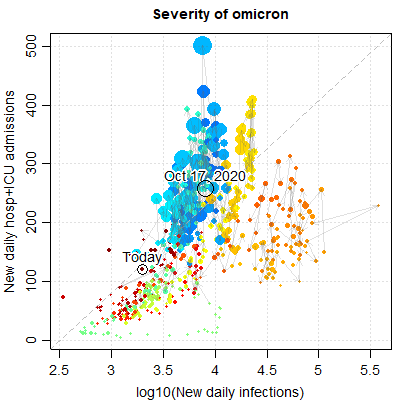 Severity of omicron
New daily hosp+ICU admissions
500
400
300
200
100
0
Oct 17, 2020
Today
2.5 3 3.5 4 4.5 5 5.5
log10(New daily infections)